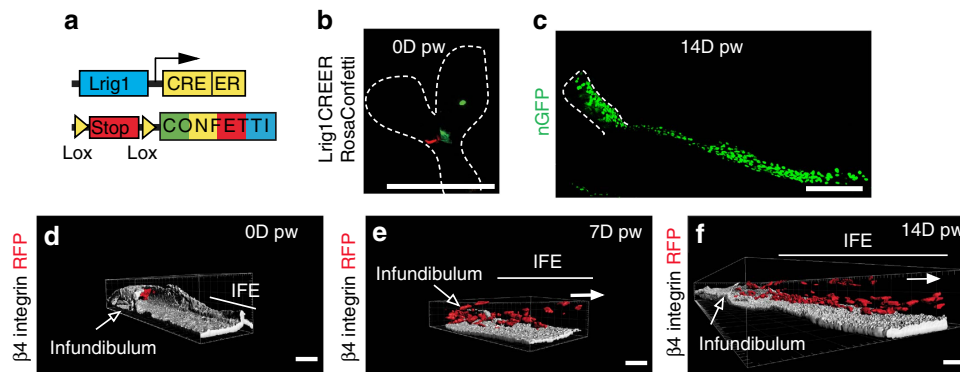 a
Lrig1 CRE ER
Stop CONFETTI
Lox Lox
b
0D pw
Lrig1CREER
RosaConfetti
c
14D pw
nGFP
d
0D pw
IFE
Infundibulum
β4 integrin RFP
e
7D pw
IFE
Infundibulum
β4 integrin RFP
f
14D pw
IFE
Infundibulum
β4 integrin RFP